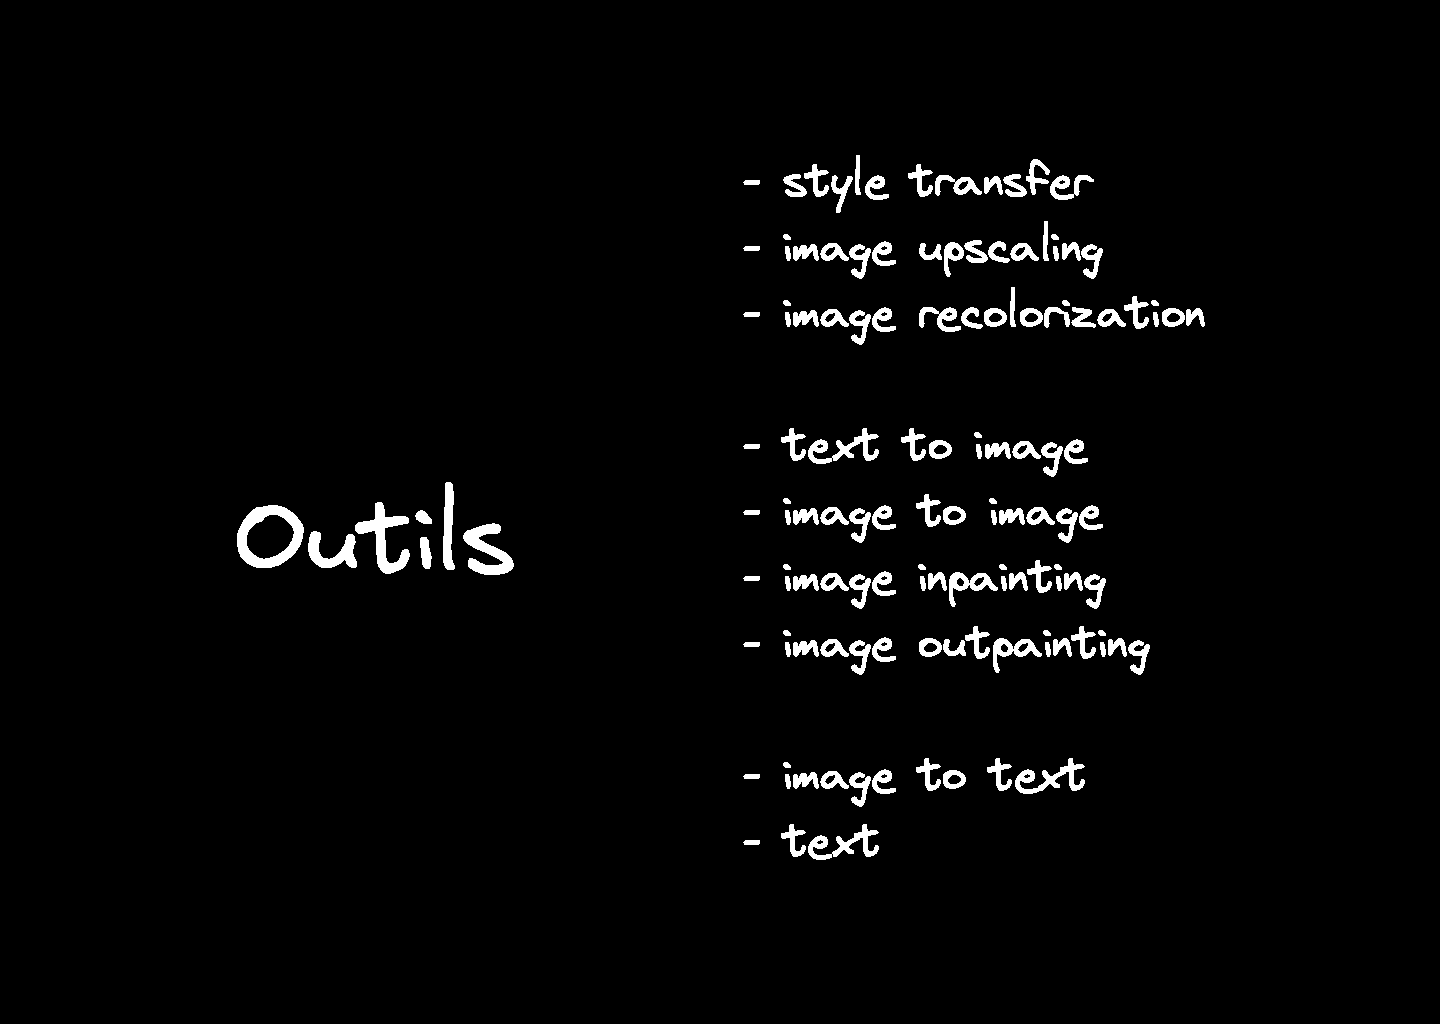 Outils
- style transfer
- image upscaling
- image recolorization
- text to image
- image to image
- image inpainting
- image outpainting
- image to text
- text